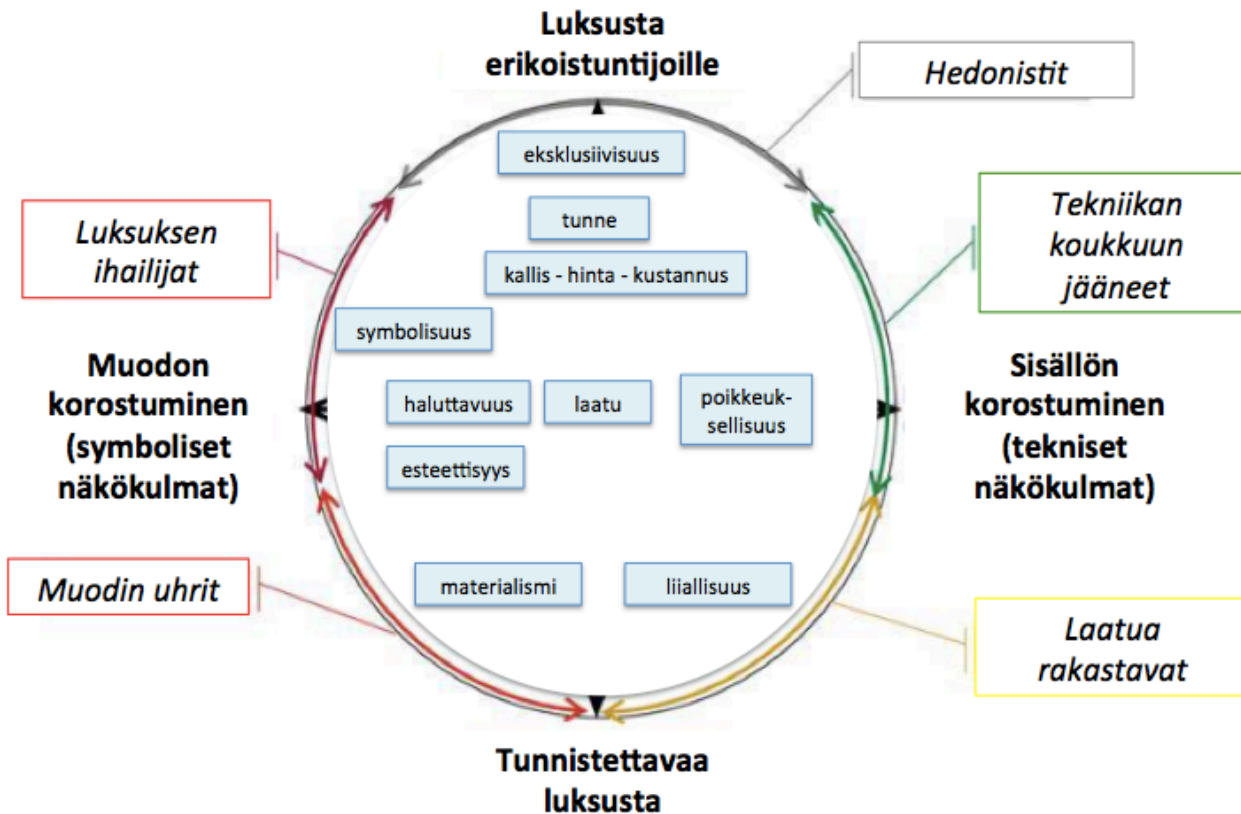 Luksusta
erikoistuntijoille
Hedonistit
eksklusiivisuus
Tekniikan
koukkuun
jääneet
tunne
Luksuksen
ihailijat
kallis - hinta - kustannus
symbolisuus
Muodon
korostuminen
(symboliset
näkökulmat)
haluttavuus
laatu
poikkeuk-
sellisuus
Sisällön
korostuminen
(tekniset
näkökulmat)
esteettisyys
Muodin uhrit
materialismi
liiallisuus
Laatua
rakastavat
Tunnistettavaa
luksusta